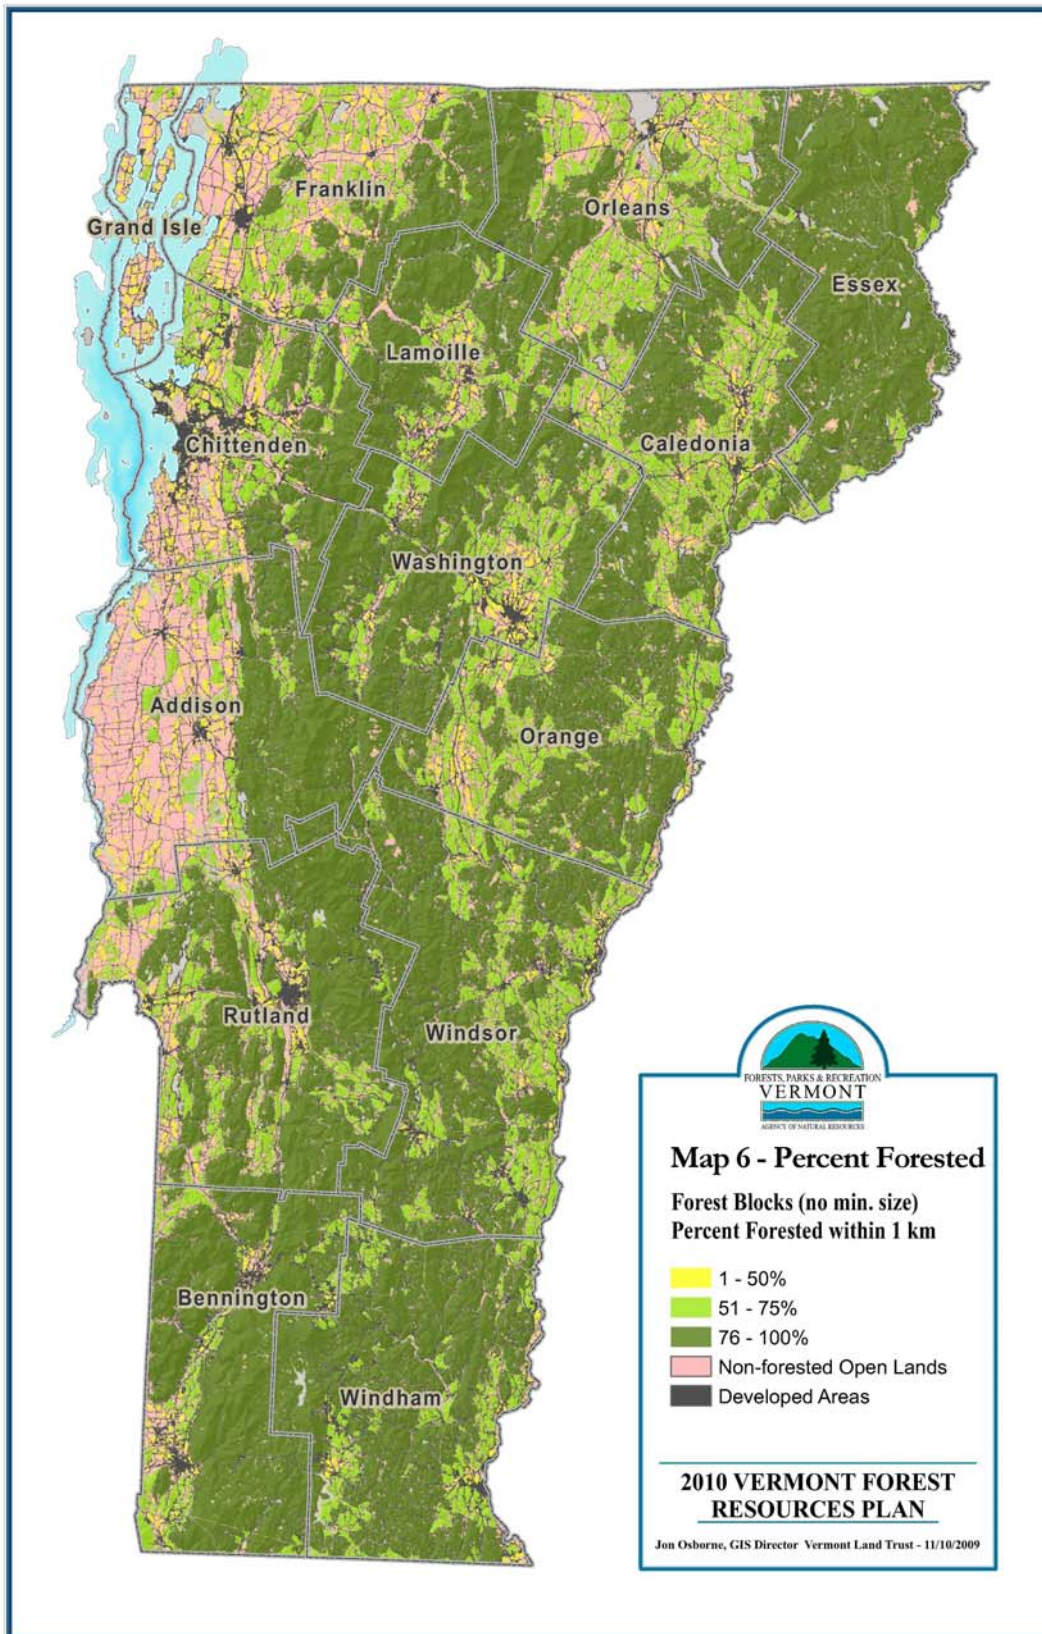 Grand Isle
Franklin
Orleans
Essex
Lamoille
Chittenden
Caledonia
Washington
Addison
Orange
Rutland
Windsor
Bennington
Windham
FORESTS, PARKS & RECREATION
VERMONT
AGENCY OF NATURAL RESOURCES
Map 6 - Percent Forested
Forest Blocks (no min. size)
Percent Forested within 1 km
1 - 50%
51 - 75%
76 - 100%
Non-forested Open Lands
Developed Areas
2010 VERMONT FOREST
RESOURCES PLAN
Jon Osborne, GIS Director Vermont Land Trust - 11/10/2009